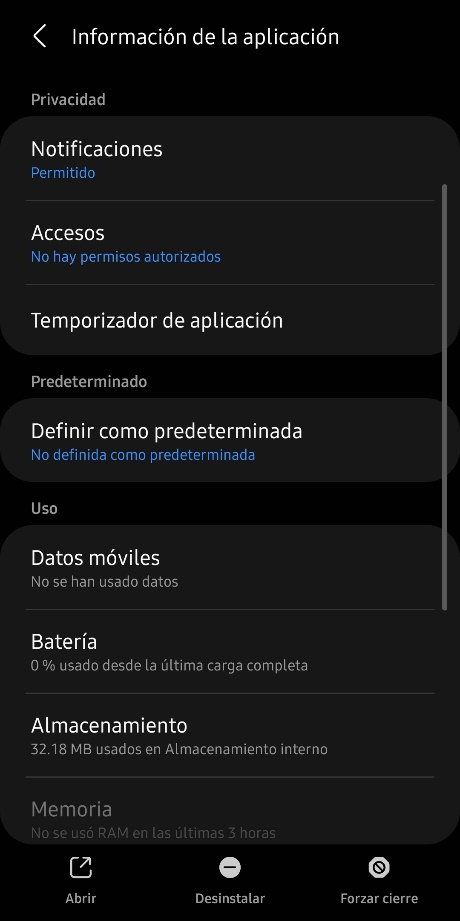 Información de la aplicación
Privacidad
Notificaciones
Permitido
Accesos
No hay permisos autorizados
Temporizador de aplicación
Predeterminado
Definir como predeterminada
No definida como predeterminada
Uso
Datos móviles
No se han usado datos
Batería
0 % usado desde la última carga completa
Almacenamiento
32.18 MB usados en Almacenamiento interno
Memoria
No se usó RAM en las últimas 3 horas
Abrir
Desinstalar
Forzar cierre